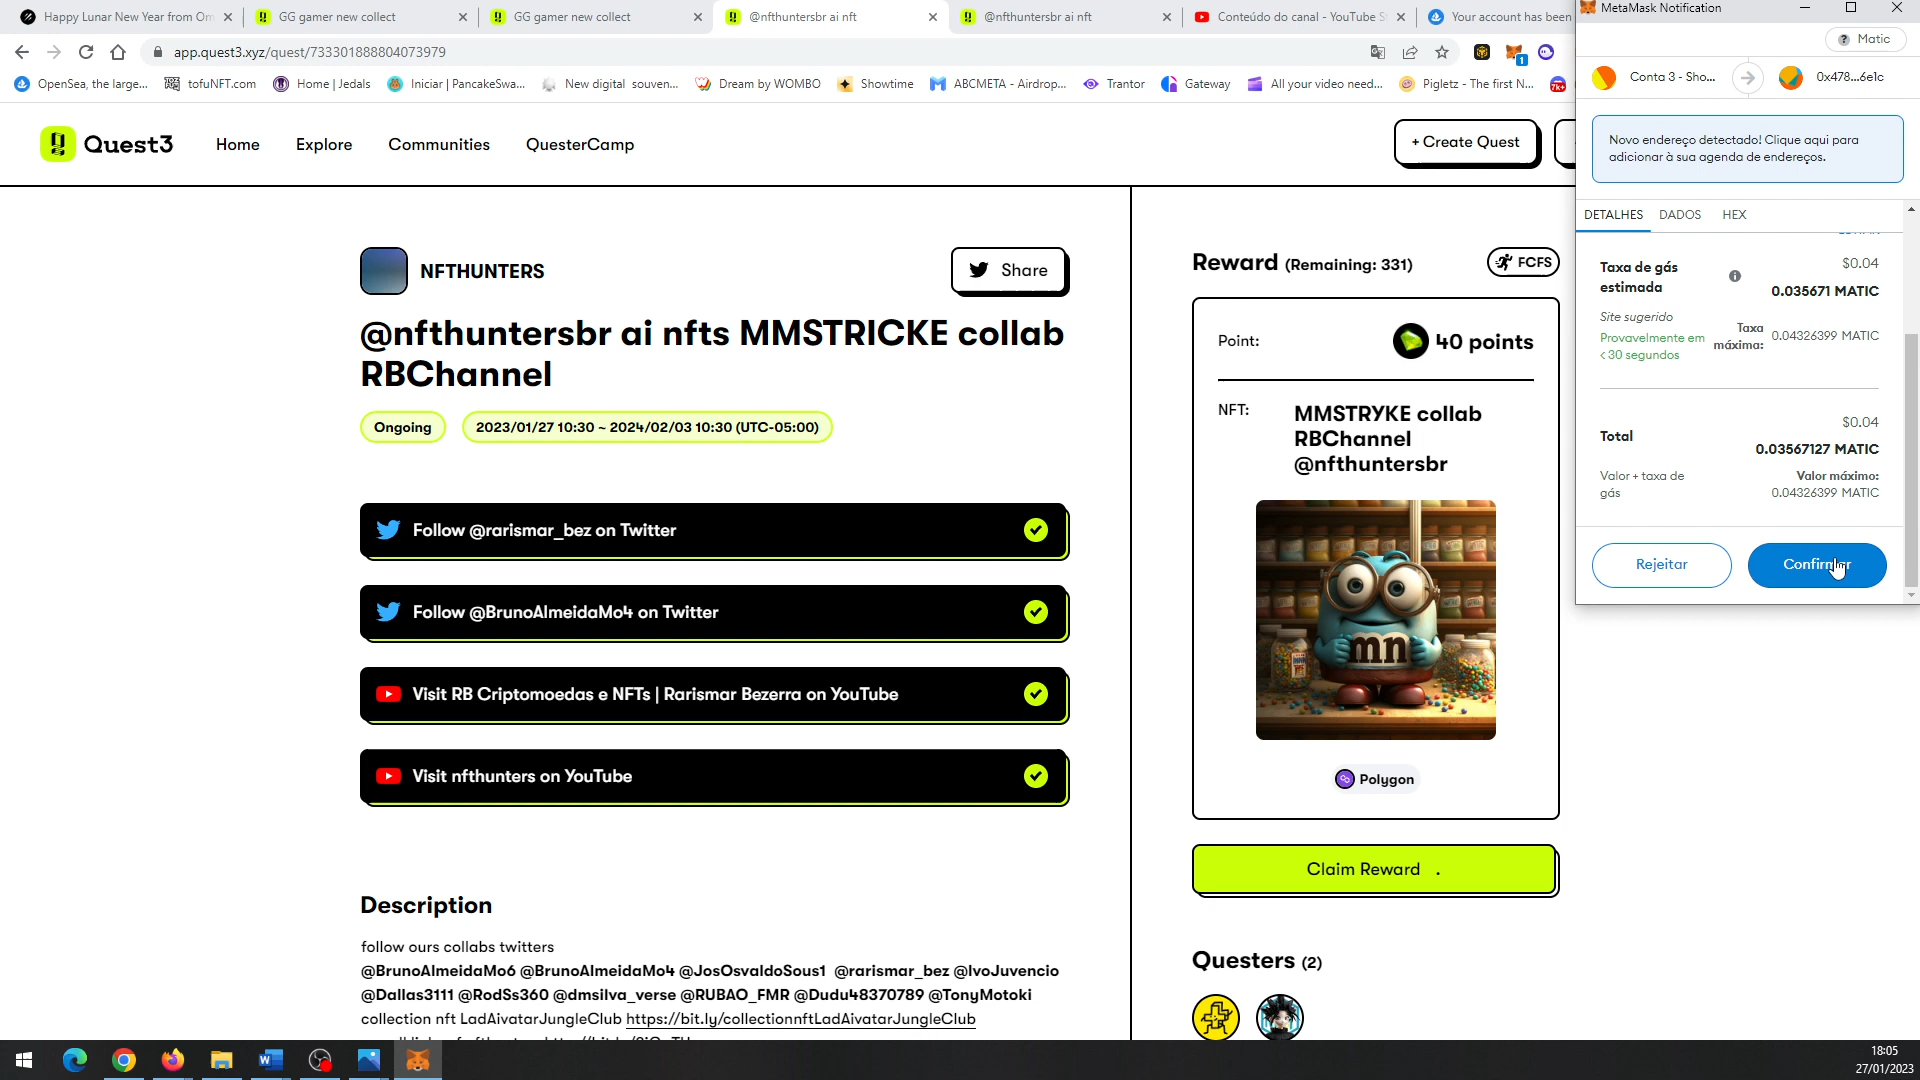 Happy Lunar New Year from Om
GG gamer new collect
GG gamer new collect
@nfthuntersbr ai nft
@nfthuntersbr ai nft
Conteúdo do canal - YouTube S
Your account has been
MetaMask Notification
app.quest3.xyz/quest/733301888804073979
1
Matic
OpenSea, the large...
tofuNFT.com
Home | Jedals
Iniciar | PancakeSwa...
New digital souven...
Dream by WOMBO
Showtime
ABCMETA - Airdrop...
Trantor
Gateway
All your video need...
Pigletz - The first N...
7k+
Conta 3 - Sho...
0x478...6e1c
Quest3
Home
Explore
Communities
QuesterCamp
+ Create Quest
Novo endereço detectado! Clique aqui para
adicionar à sua agenda de endereços.
DETALHES
DADOS
HEX
NFTHUNTERS
Share
@nfthuntersbr ai nfts MMSTRICKE collab
RBChannel
Ongoing
2023/01/27 10:30 ~ 2024/02/03 10:30 (UTC-05:00)
Follow @rarismar_bez on Twitter
Follow @BrunoAlmeidaMo4 on Twitter
Visit RB Criptomoedas e NFTs | Rarismar Bezerra on YouTube
Visit nfthunters on YouTube
Description
follow ours collabs twitters
@BrunoAlmeidaMo6 @BrunoAlmeidaMo4 @JosOsvaldoSous1 @rarismar_bez @IvoJuvencio
@Dallas3111 @RodSs360 @dmsilva_verse @RUBAO_FMR @Dudu48370789 @TonyMotoki
collection nft LadAivatarJungleClub https://bit.ly/collectionnftLadAivatarJungleClub
Reward (Remaining: 331)
FCFS
Point:
40 points
NFT:
MMSTRYKE collab
RBChannel
@nfthuntersbr
mn
Polygon
Claim Reward .
Questers (2)
Taxa de gás
estimada
$0.04
0.035671 MATIC
Site sugerido
Provavelmente em
< 30 segundos
Taxa
máxima:
0.04326399 MATIC
Total
$0.04
0.03567127 MATIC
Valor + taxa de
gás
Valor máximo:
0.04326399 MATIC
Rejeitar
Confirmar
18:05
27/01/2023